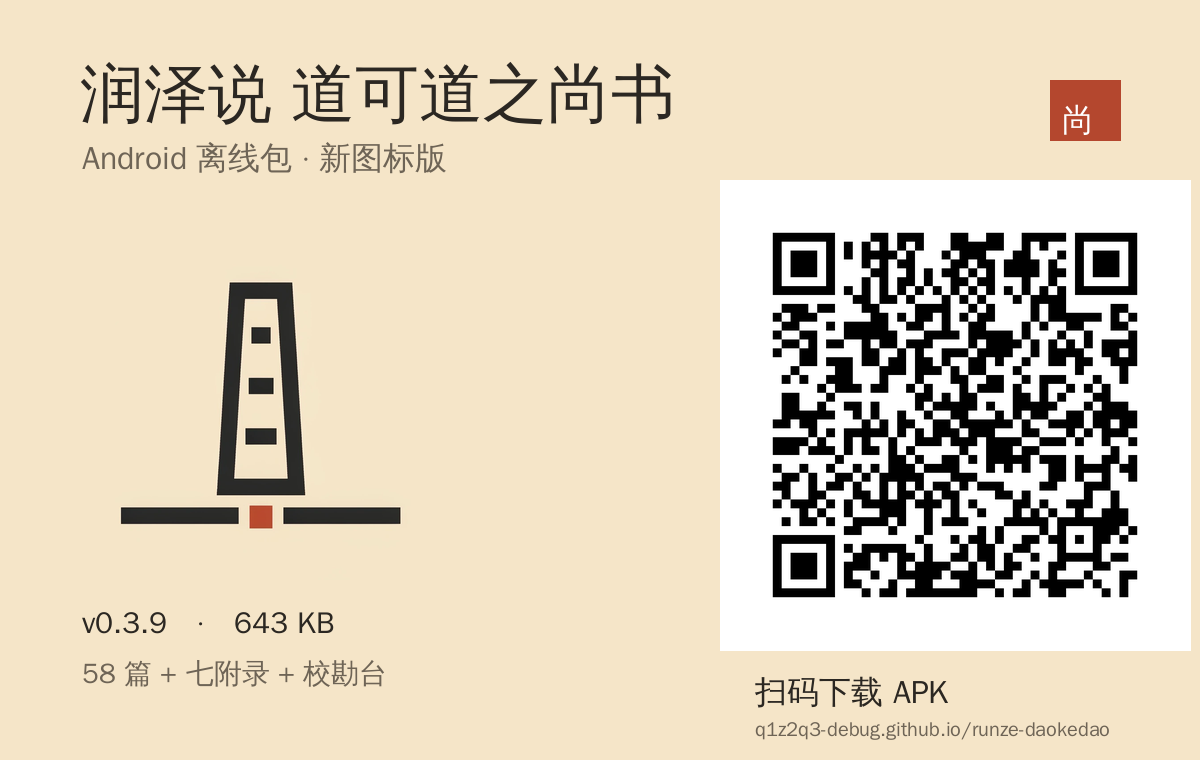 润泽说 道可道之尚书
Android 离线包 · 新图标版
尚
v0.3.9 · 643 KB
58 篇 + 七附录 + 校勘台
扫码下载 APK
q1z2q3-debug.github.io/runze-daokedao